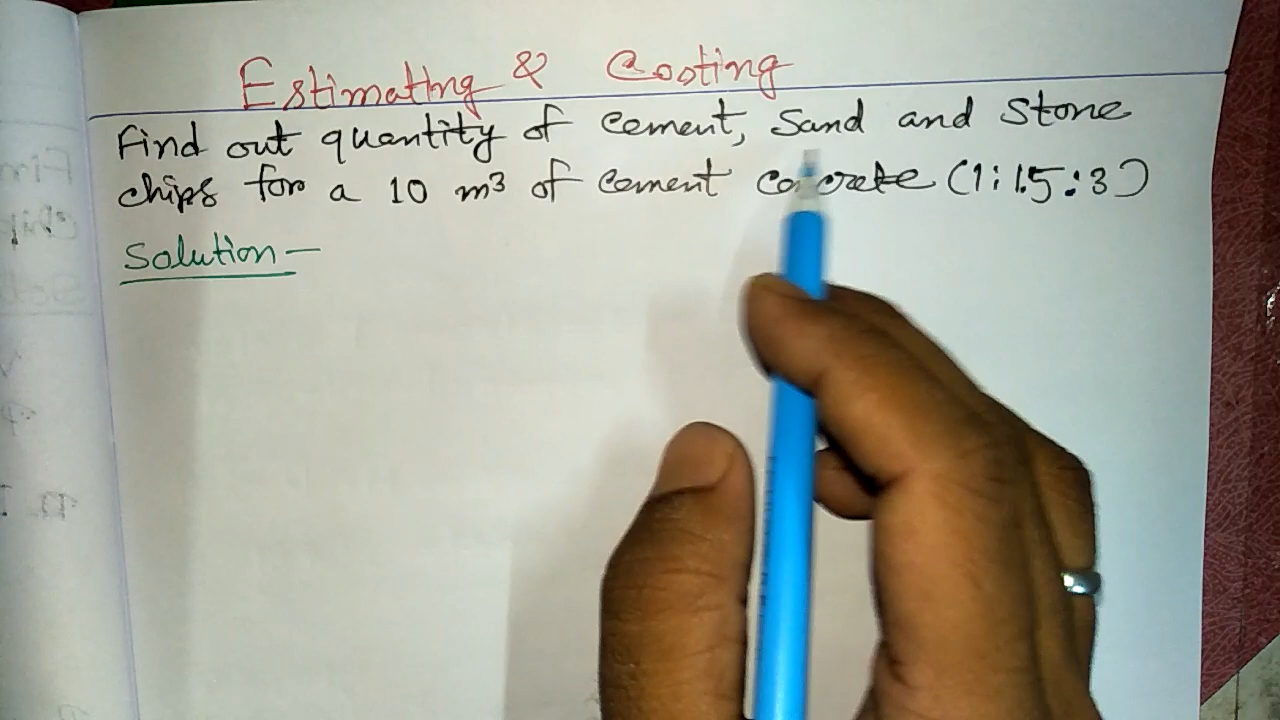 Estimating & Costing
Find out quantity of cement, Sand and Stone
chips for a 10 m³ of cement concrete (1:1.5:3)
Solution—